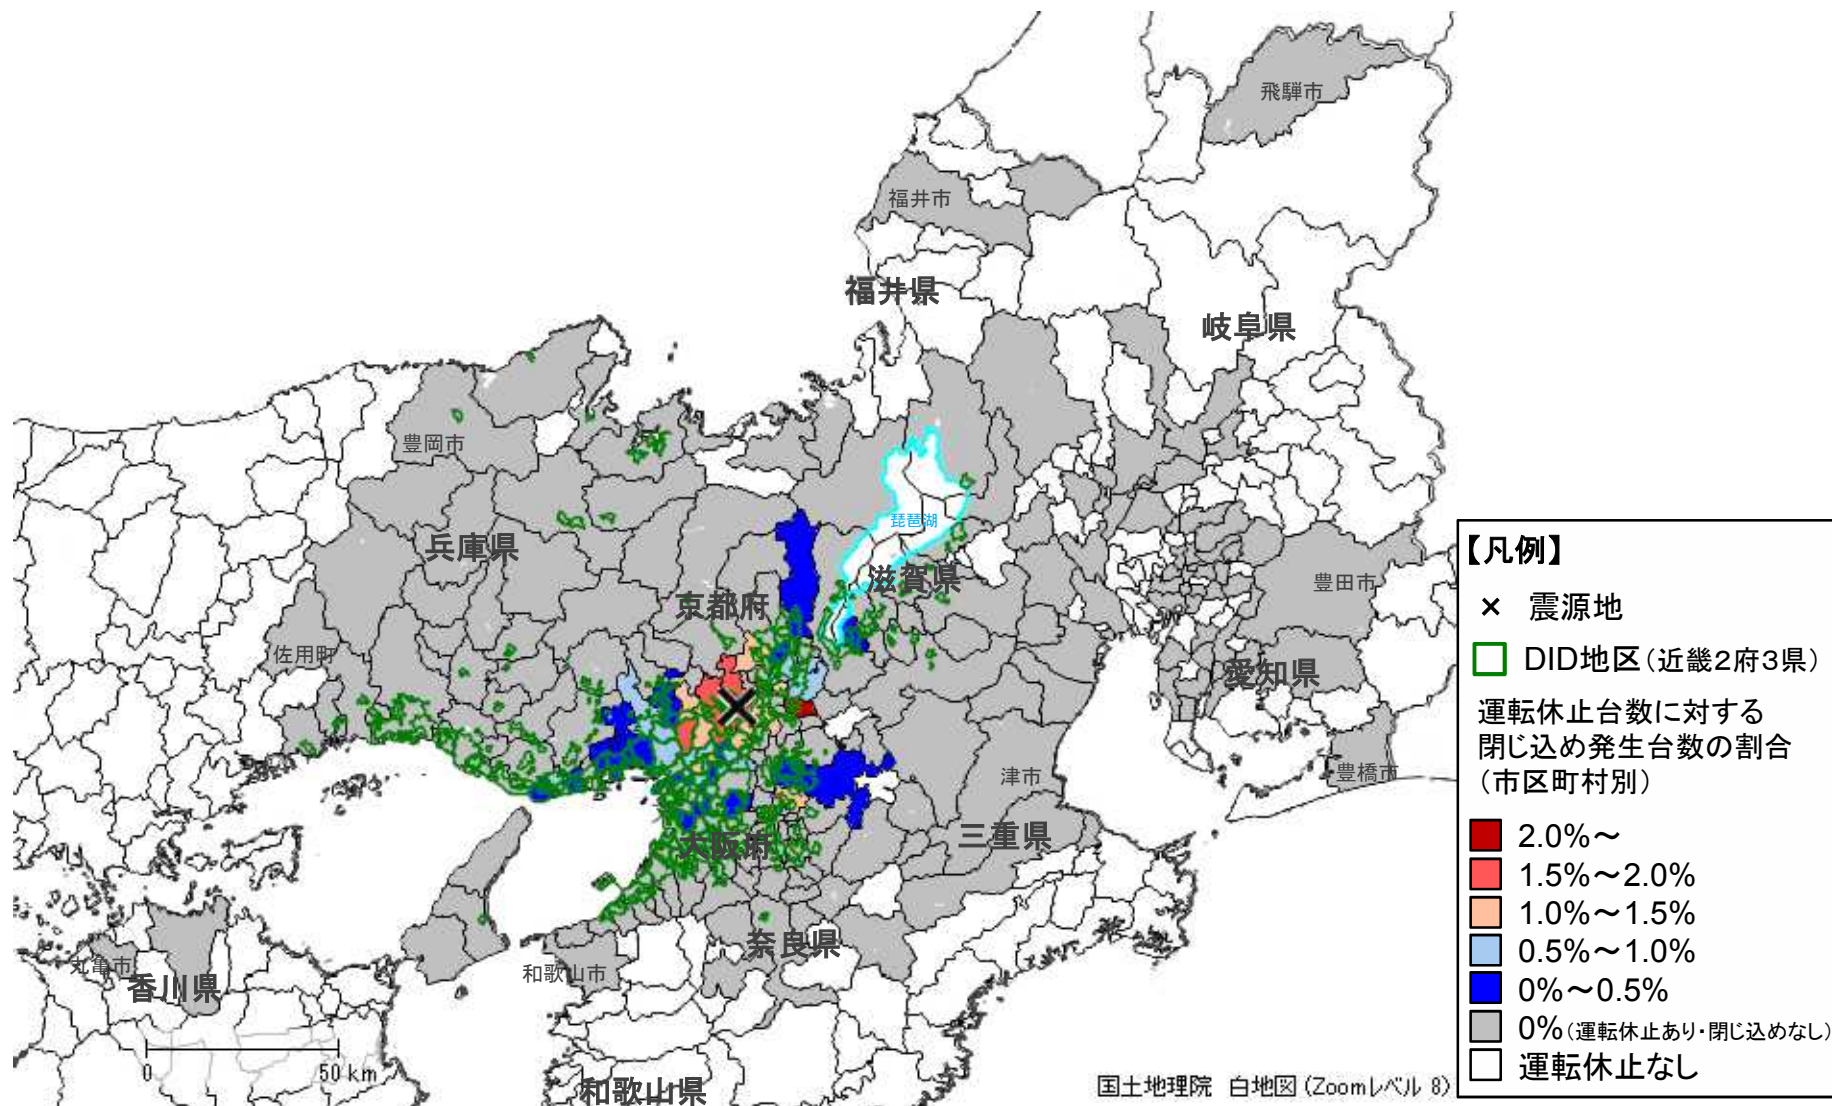 飛騨市
福井市
福井県
岐阜県
豊岡市
琵琶湖
兵庫県
滋賀県
京都府
豊田市
佐用町
愛知県
津市
豊橋市
大阪府
三重県
奈良県
丸亀市
香川県
和歌山市
0
50 km
和歌山県
国土地理院 白地図 (Zoomレベル 8)
【凡例】
× 震源地
DID地区(近畿2府3県)
運転休止台数に対する
閉じ込め発生台数の割合
(市区町村別)
2.0%~
1.5%~2.0%
1.0%~1.5%
0.5%~1.0%
0%~0.5%
0%(運転休止あり・閉じ込めなし)
運転休止なし